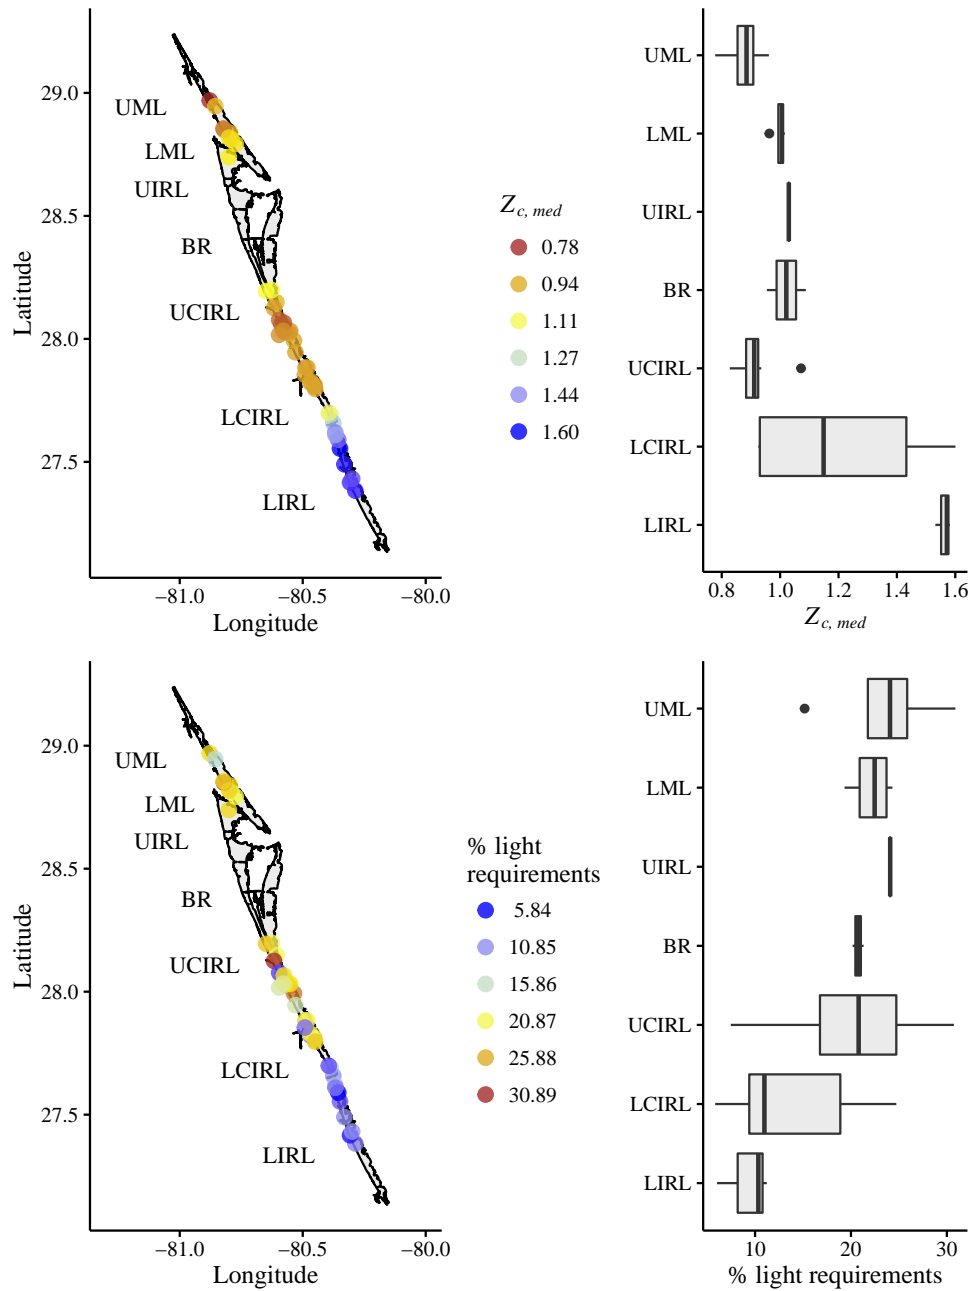 29.0
28.5
28.0
27.5
Latitude
−81.0
−80.5
−80.0
Longitude
UML
LML
UIRL
BR
UCIRL
LCIRL
LIRL
Zc, med
0.78
0.94
1.11
1.27
1.44
1.60
UML
LML
UIRL
BR
UCIRL
LCIRL
LIRL
0.8 1.0 1.2 1.4 1.6
Zc, med
29.0
28.5
28.0
27.5
Latitude
−81.0
−80.5
−80.0
Longitude
UML
LML
UIRL
BR
UCIRL
LCIRL
LIRL
% light
requirements
5.84
10.85
15.86
20.87
25.88
30.89
UML
LML
UIRL
BR
UCIRL
LCIRL
LIRL
10 20 30
% light requirements